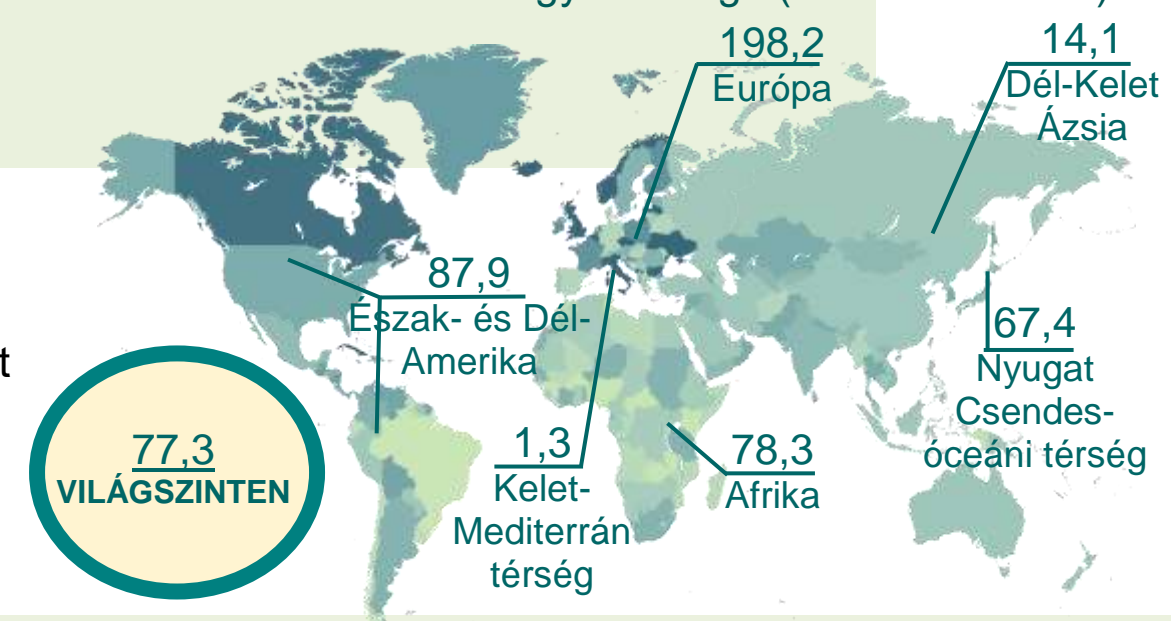 198,2
Európa
14,1
Dél-Kelet
Ázsia
87,9
Észak- és Dél-
Amerika
67,4
Nyugat
Csendes-
óceáni térség
77,3
VILÁGSZINTEN
1,3
Kelet-
Mediterrán
térség
78,3
Afrika